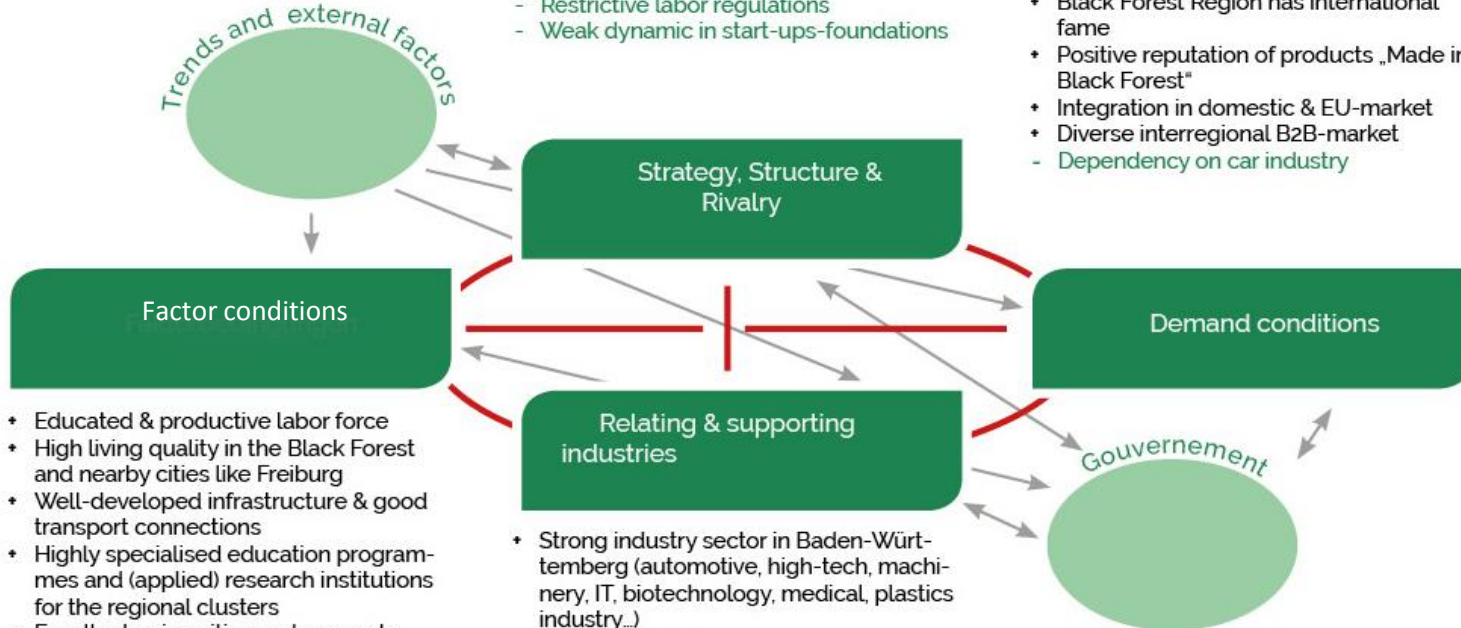 Trends and external factors
- Restrictive labor regulations
- Weak dynamic in start-ups-foundations
+ Black Forest Region has international
fame
+ Positive reputation of products „Made in
Black Forest“
+ Integration in domestic & EU-market
+ Diverse interregional B2B-market
- Dependency on car industry
Strategy, Structure &
Rivalry
Factor conditions
Demand conditions
Relating & supporting
industries
Gouvernement
+ Educated & productive labor force
+ High living quality in the Black Forest
and nearby cities like Freiburg
+ Well-developed infrastructure & good
transport connections
+ Highly specialised education program-
mes and (applied) research institutions
for the regional clusters
+ Strong industry sector in Baden-Würt-
temberg (automotive, high-tech, machi-
nery, IT, biotechnology, medical, plastics
industry...)